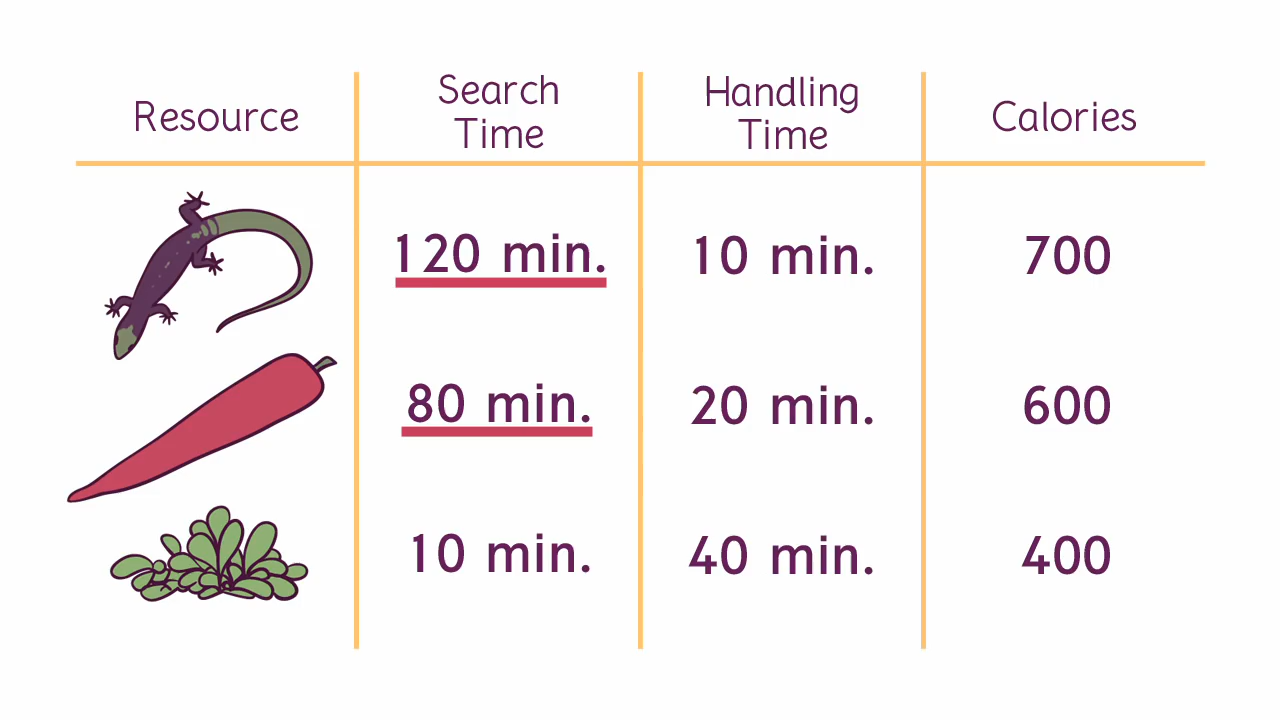 Resource
Search
Time
Handling
Time
Calories
120 min.
10 min.
700
80 min.
20 min.
600
10 min.
40 min.
400